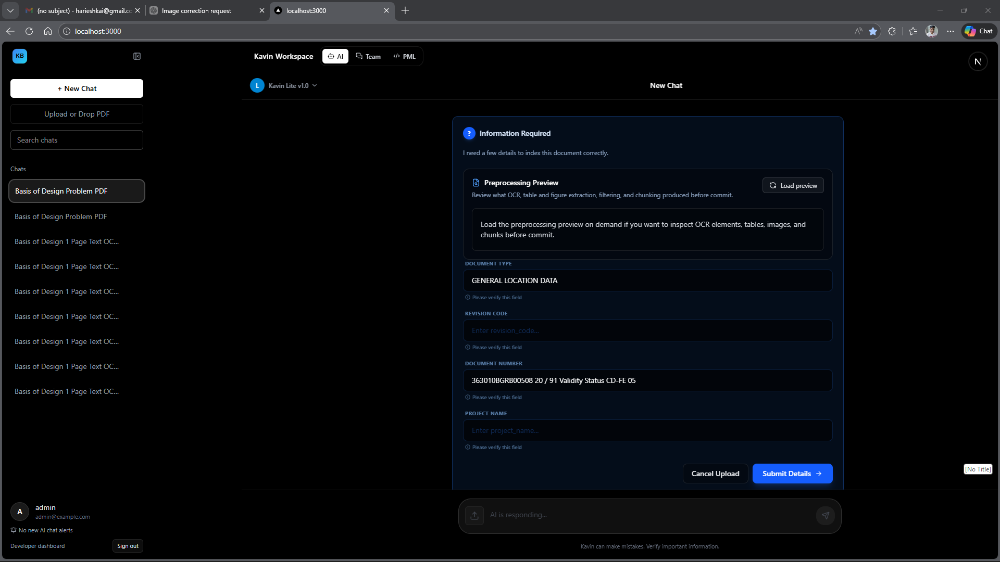 (no subject) - harieshkai@gmail.co
Image correction request
localhost:3000
localhost:3000
Chat
KB
Kavin Workspace
AI
Team
PML
N
+ New Chat
L
Kavin Lite v1.0
New Chat
Upload or Drop PDF
Search chats
Chats
Basis of Design Problem PDF
Basis of Design Problem PDF
Basis of Design 1 Page Text OC...
Basis of Design 1 Page Text OC...
Basis of Design 1 Page Text OC...
Basis of Design 1 Page Text OC...
Basis of Design 1 Page Text OC...
Basis of Design 1 Page Text OC...
Basis of Design 1 Page Text OC...
? Information Required
I need a few details to index this document correctly.
Preprocessing Preview
Load preview
Review what OCR, table and figure extraction, filtering, and chunking produced before commit.
Load the preprocessing preview on demand if you want to inspect OCR elements, tables, images, and
chunks before commit.
DOCUMENT TYPE
GENERAL LOCATION DATA
Please verify this field
REVISION CODE
Enter revision_code...
Please verify this field
DOCUMENT NUMBER
363010BGRB00508 20 / 91 Validity Status CD-FE 05
Please verify this field
PROJECT NAME
Enter project_name...
Please verify this field
Cancel Upload
Submit Details →
[No Title]
A
admin
admin@example.com
No new AI chat alerts
Developer dashboard
Sign out
AI is responding...
Kavin can make mistakes. Verify important information.